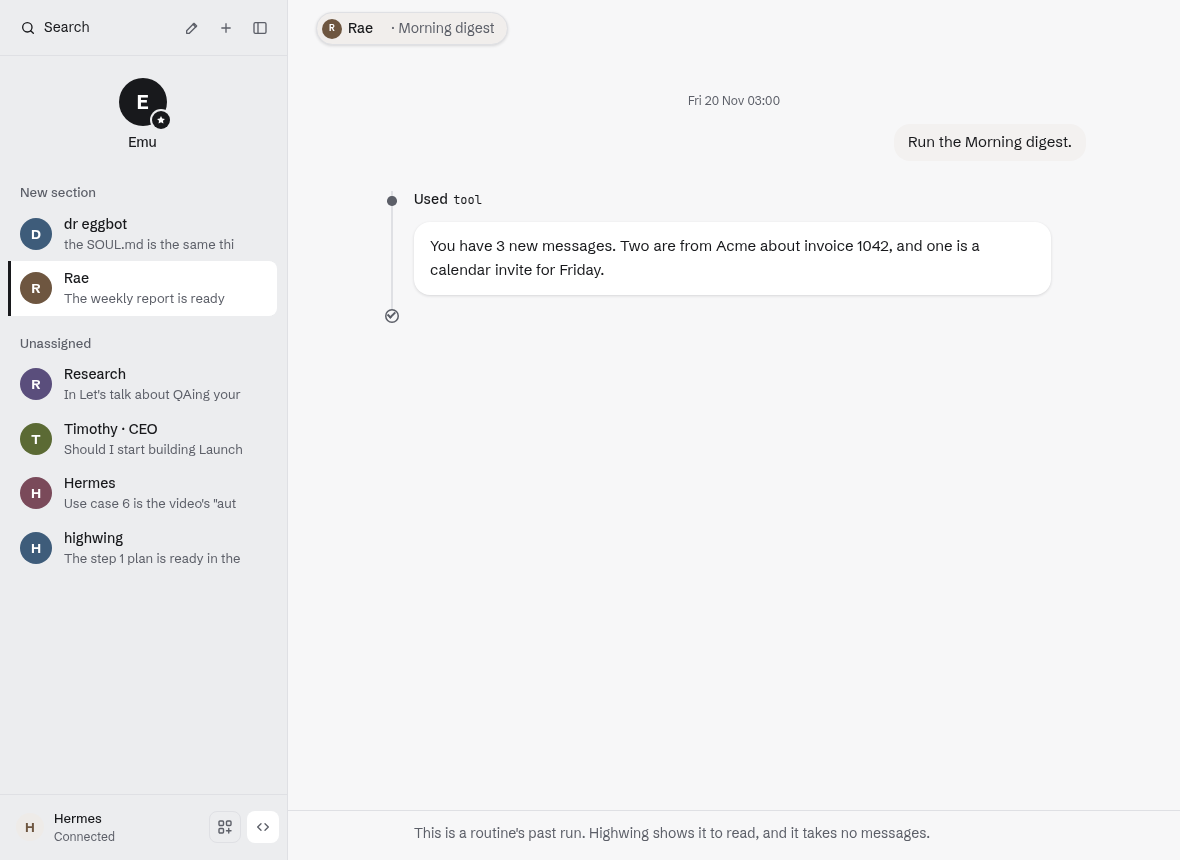 Search
E
Emu
New section
D
dr eggbot
the SOUL.md is the same thi
R
Rae
The weekly report is ready
Unassigned
R
Research
In Let's talk about QAing your
T
Timothy · CEO
Should I start building Launch
H
Hermes
Use case 6 is the video's "aut
H
highwing
The step 1 plan is ready in the
H
Hermes
Connected
R Rae · Morning digest
Fri 20 Nov 03:00
Run the Morning digest.
Used tool
You have 3 new messages. Two are from Acme about invoice 1042, and one is a
calendar invite for Friday.
This is a routine's past run. Highwing shows it to read, and it takes no messages.